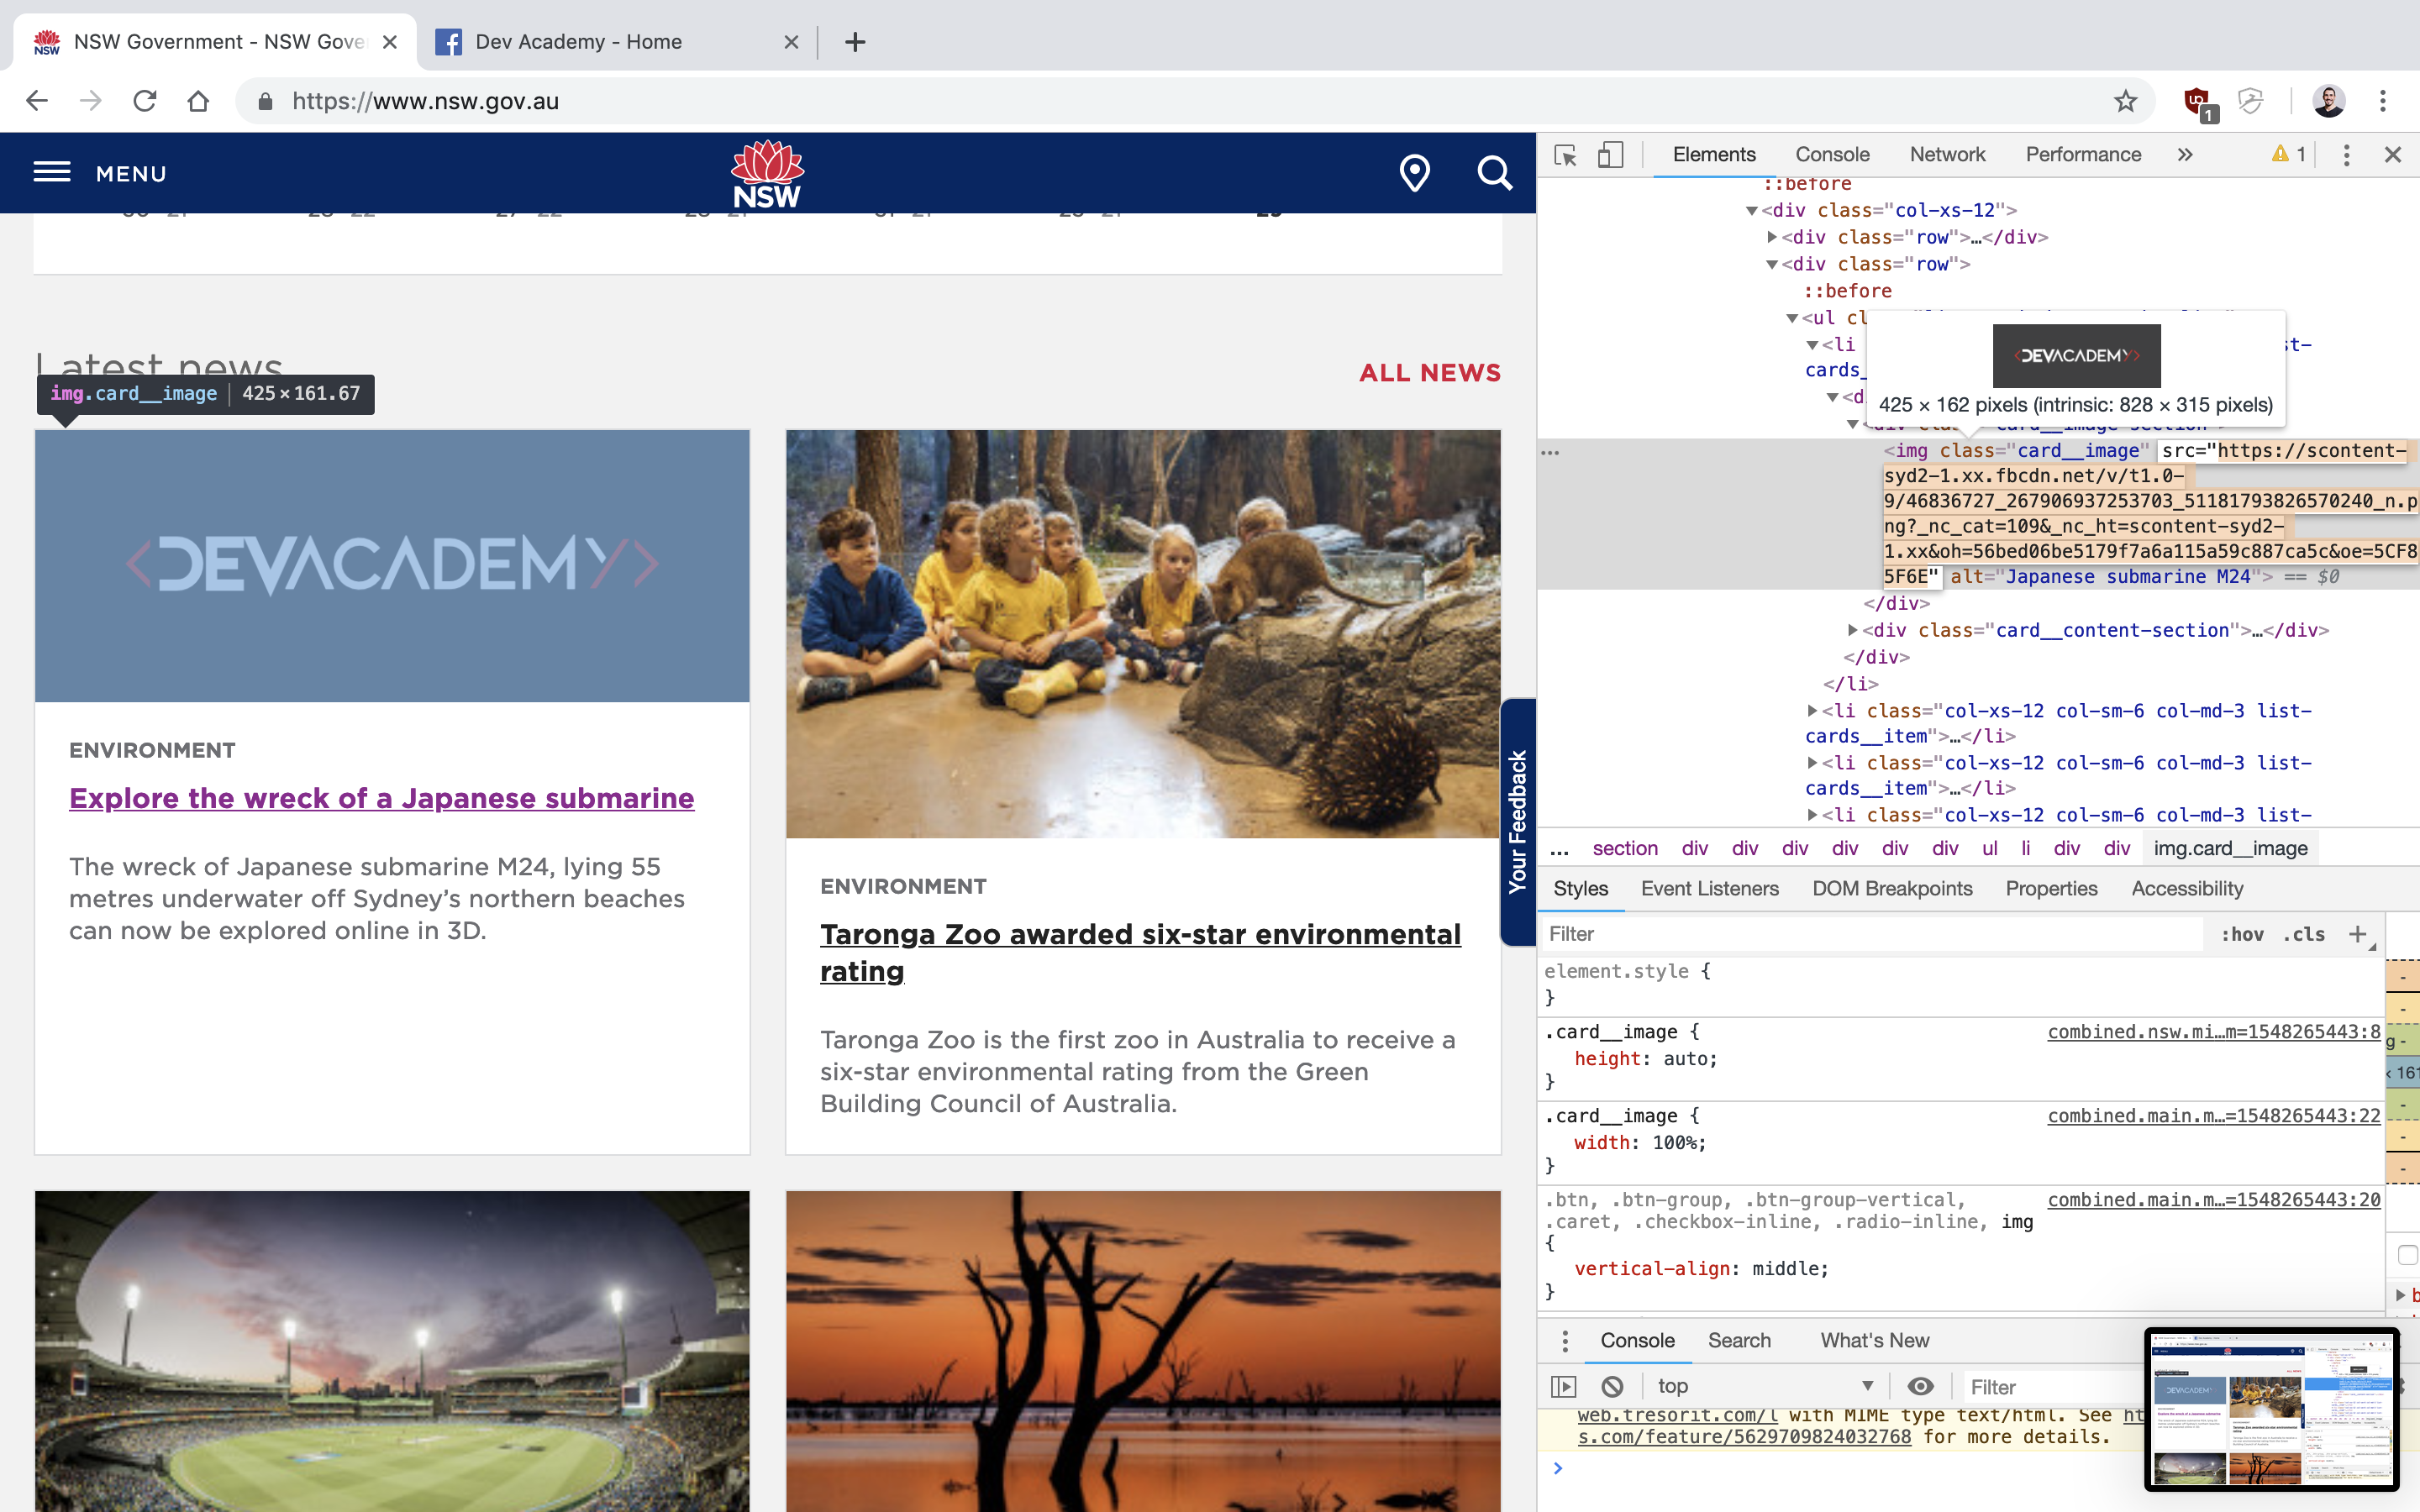 NSW Government - NSW Gove
Dev Academy - Home
https://www.nsw.gov.au
1
MENU
NSW
Latest news
ALL NEWS
img.card__image 425 × 161.67
<DEVACADEMY/>
ENVIRONMENT
Explore the wreck of a Japanese submarine
The wreck of Japanese submarine M24, lying 55
metres underwater off Sydney’s northern beaches
can now be explored online in 3D.
ENVIRONMENT
Taronga Zoo awarded six-star environmental
rating
Taronga Zoo is the first zoo in Australia to receive a
six-star environmental rating from the Green
Building Council of Australia.
Your Feedback
Elements Console Network Performance » 1
::before
<div class="col-xs-12">
<div class="row">…</div>
<div class="row">
::before
<ul cl
<li
cards_
<DEVACADEMY/>
425 × 162 pixels (intrinsic: 828 × 315 pixels)
<img class="card__image" src="https://scontent-
syd2-1.xx.fbcdn.net/v/t1.0-
9/46836727_267906937253703_51181793826570240_n.p
ng?_nc_cat=109&_nc_ht=scontent-syd2-
1.xx&oh=56bed06be5179f7a6a115a59c887ca5c&oe=5CF8
5F6E" alt="Japanese submarine M24"> == $0
</div>
<div class="card__content-section">…</div>
</div>
</li>
<li class="col-xs-12 col-sm-6 col-md-3 list-
cards__item">…</li>
<li class="col-xs-12 col-sm-6 col-md-3 list-
cards__item">…</li>
<li class="col-xs-12 col-sm-6 col-md-3 list-
... section div div div div div div ul li div div img.card__image
Styles Event Listeners DOM Breakpoints Properties Accessibility
Filter :hov .cls +
element.style {
}
.card__image { combined.nsw.mi…m=1548265443:8
height: auto;
}
.card__image { combined.main.m…=1548265443:22
width: 100%;
}
.btn, .btn-group, .btn-group-vertical, combined.main.m…=1548265443:20
.caret, .checkbox-inline, .radio-inline, img
{
vertical-align: middle;
}
Console Search What's New
top Filter
web.tresorit.com/l with MIME type text/html. See ht
s.com/feature/5629709824032768 for more details.